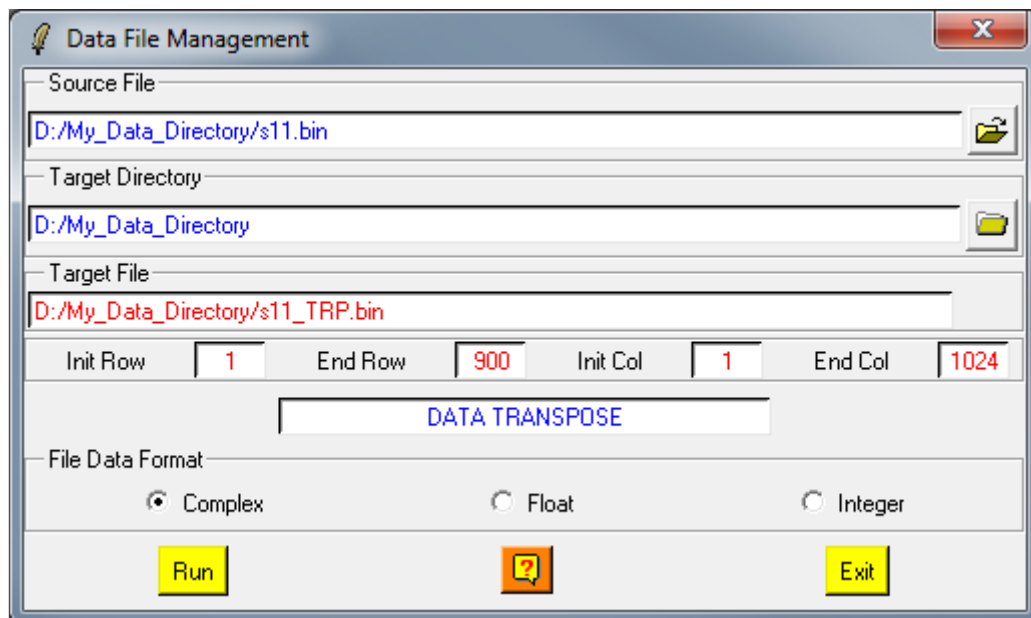 Data File Management
Source File
D:/My_Data_Directory/s11.bin
Target Directory
D:/My_Data_Directory
Target File
D:/My_Data_Directory/s11_TRP.bin
Init Row 1 End Row 900 Init Col 1 End Col 1024
DATA TRANSPOSE
File Data Format
Complex Float Integer
Run ? Exit